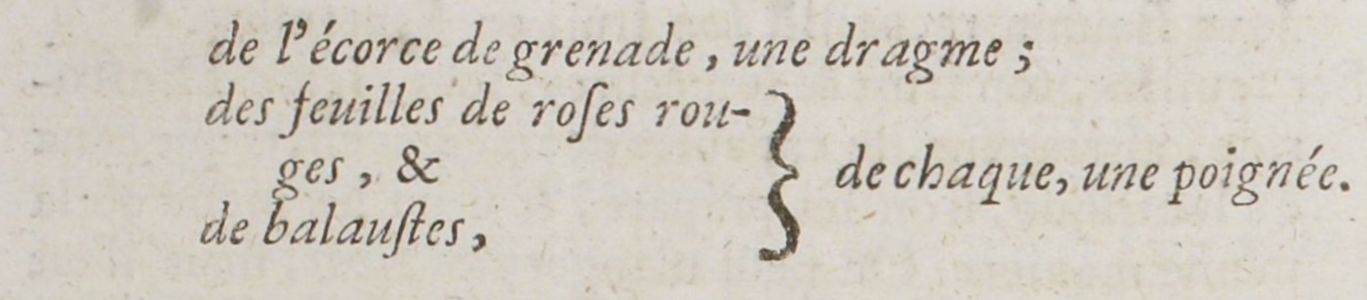 de l'écorce de grenade, une dragme;
des feuilles de roſes rou-
ges, &
de balauſtes,
} de chaque, une poignée.